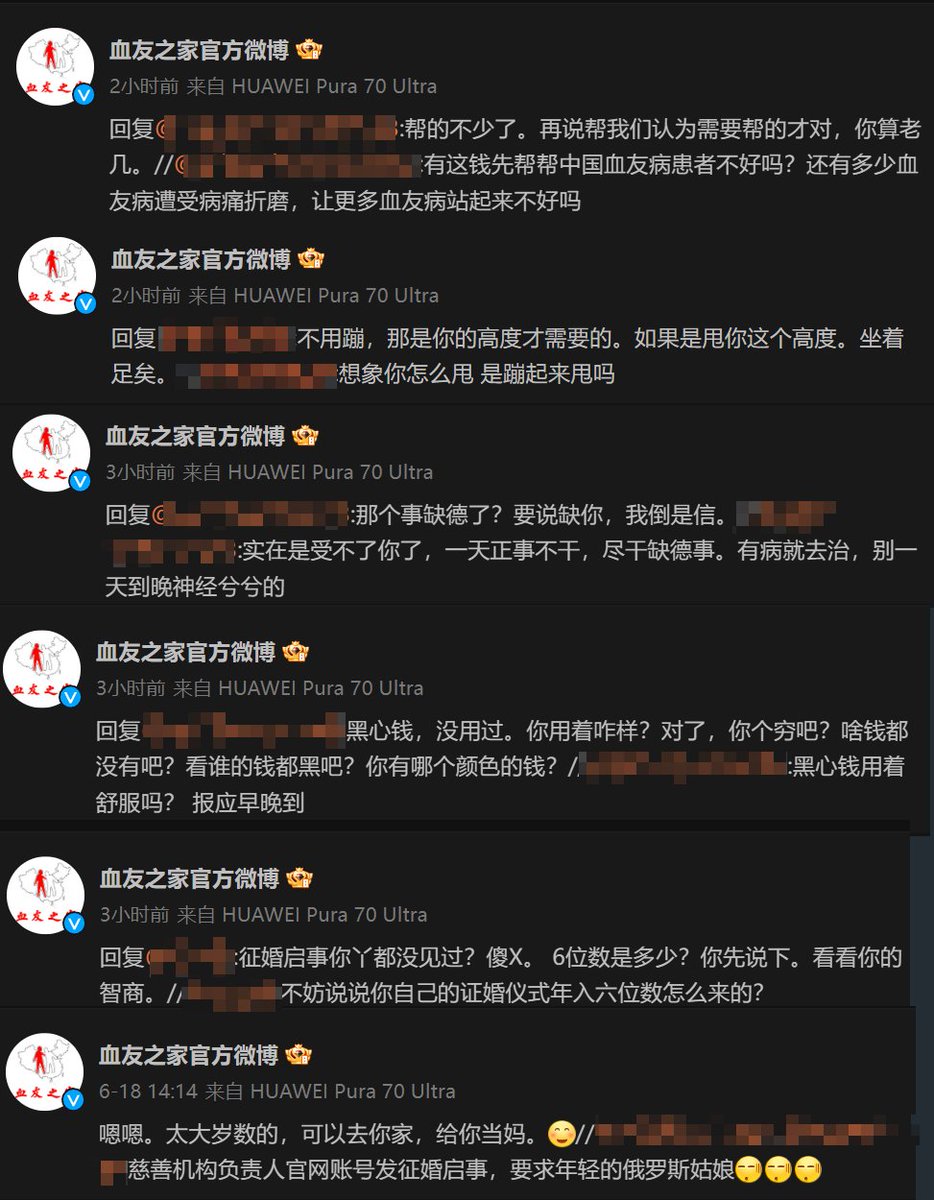 血友之家官方微博
2小时前 来自 HUAWEI Pura 70 Ultra
回复@:帮的不少了。再说帮我们认为需要帮的才对，你算老
几。//@:有这钱先帮帮中国血友病患者不好吗？还有多少血
友病遭受病痛折磨，让更多血友病站起来不好吗
血友之家官方微博
2小时前 来自 HUAWEI Pura 70 Ultra
回复不用蹦，那是你的高度才需要的。如果是甩你这个高度。坐着
足矣。想象你怎么甩 是蹦起来甩吗
血友之家官方微博
3小时前 来自 HUAWEI Pura 70 Ultra
回复@:那个事缺德了？要说缺你，我倒是信。
:实在是受不了你了，一天正事不干，尽干缺德事。有病就去治，别一
天到晚神经兮兮的
血友之家官方微博
3小时前 来自 HUAWEI Pura 70 Ultra
回复黑心钱，没用过。你用着咋样？对了，你个穷吧？啥钱都
没有吧？看谁的钱都黑吧？你有哪个颜色的钱？/:黑心钱用着
舒服吗？ 报应早晚到
血友之家官方微博
3小时前 来自 HUAWEI Pura 70 Ultra
回复:征婚启事你丫都没见过？傻X。 6位数是多少？你先说下。看看你的
智商。//不妨说说你自己的证婚仪式年入六位数怎么来的？
血友之家官方微博
6-18 14:14 来自 HUAWEI Pura 70 Ultra
嗯嗯。太大岁数的，可以去你家，给你当妈。😊//
慈善机构负责人官网账号发征婚启事，要求年轻的俄罗斯姑娘